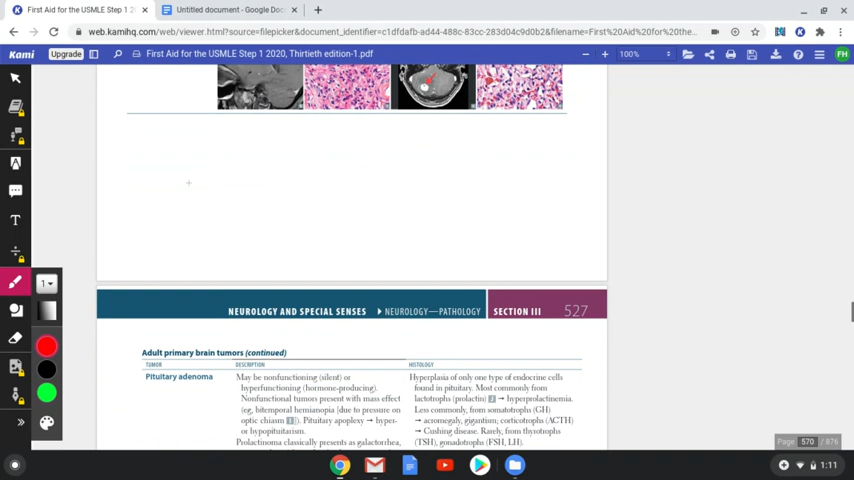 First Aid for the USMLE Step 1
Untitled document - Google Doc
web.kamihq.com/web/viewer.html?source=filepicker&document_identifier=c1dfdafb-ad44-488c-83cc-283d04c9d0b2&filename=First%20Aid%20for%20the...
Kami
Upgrade
First Aid for the USMLE Step 1 2020, Thirtieth edition-1.pdf
100%
FH
T
1
NEUROLOGY AND SPECIAL SENSES ▶ NEUROLOGY—PATHOLOGY SECTION III 527
Adult primary brain tumors (continued)
TUMOR DESCRIPTION HISTOLOGY
Pituitary adenoma May be nonfunctioning (silent) or Hyperplasia of only one type of endocrine cells
hyperfunctioning (hormone-producing). found in pituitary. Most commonly from
Nonfunctional tumors present with mass effect lactotrophs (prolactin) J → hyperprolactinemia.
(eg, bitemporal hemianopia [due to pressure on Less commonly, from somatotrophs (GH)
optic chiasm I ]). Pituitary apoplexy → hyper- → acromegaly, gigantism; corticotrophs (ACTH)
or hypopituitarism. → Cushing disease. Rarely, from thyrotrophs
Prolactinoma classically presents as galactorrhea, (TSH), gonadotrophs (FSH, LH).
Page 570 / 876
1:11